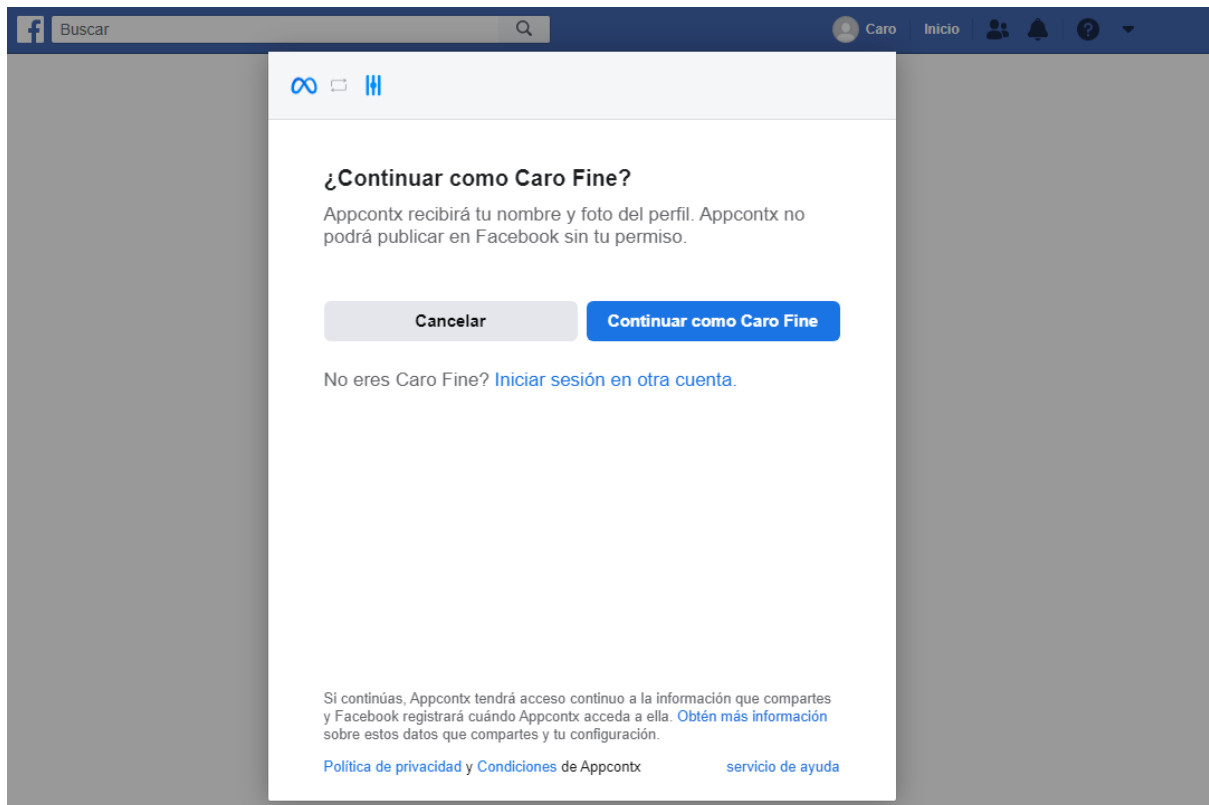 Buscar
Caro
Inicio
¿Continuar como Caro Fine?
Appcontx recibirá tu nombre y foto del perfil. Appcontx no
podrá publicar en Facebook sin tu permiso.
Cancelar
Continuar como Caro Fine
No eres Caro Fine? Iniciar sesión en otra cuenta.
Si continúas, Appcontx tendrá acceso continuo a la información que compartes
y Facebook registrará cuándo Appcontx acceda a ella. Obtén más información
sobre estos datos que compartes y tu configuración.
Política de privacidad y Condiciones de Appcontx
servicio de ayuda